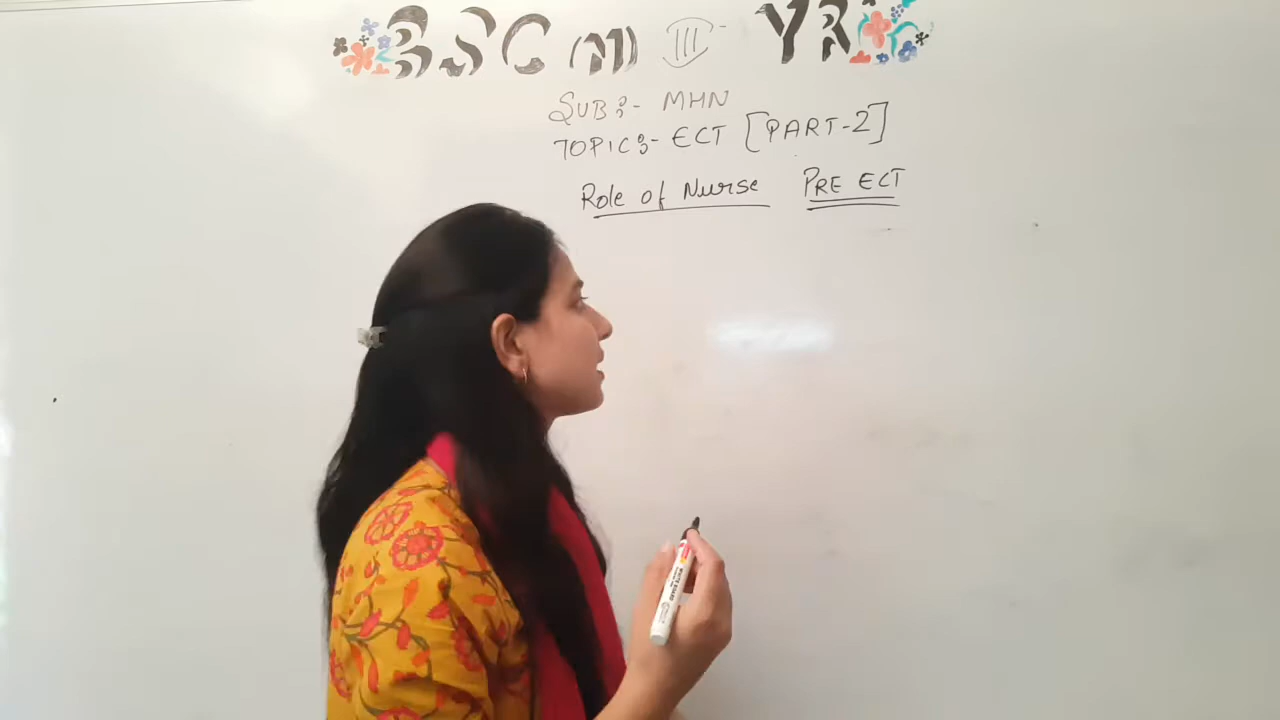 BSC (N) III - YR
SUB:- MHN
TOPIC:- ECT [PART-2]
Role of Nurse PRE ECT